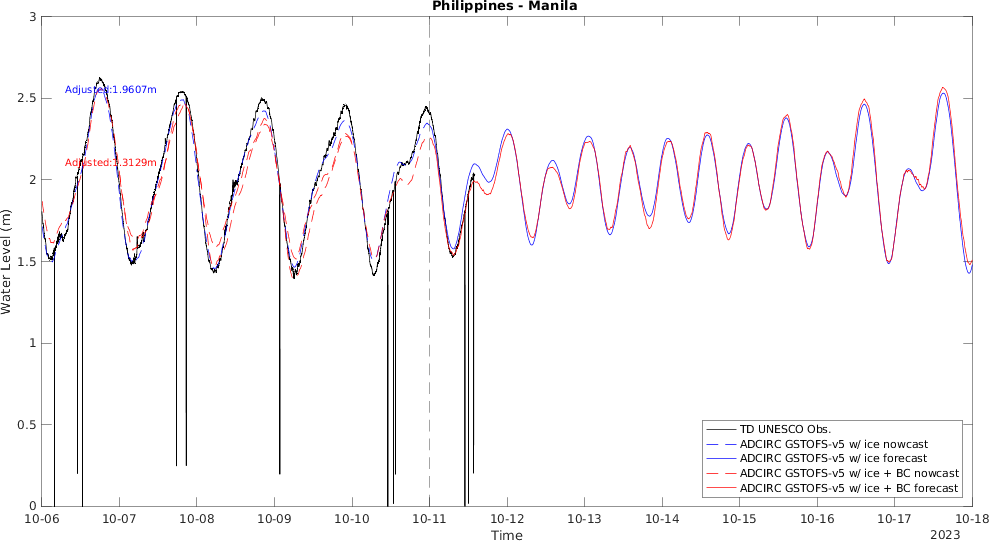 Philippines - Manila
3
2.5
2
1.5
1
0.5
0
Water Level (m)
Adjusted:1.9607m
Adjusted:1.3129m
TD UNESCO Obs.
ADCIRC GSTOFS-v5 w/ ice nowcast
ADCIRC GSTOFS-v5 w/ ice forecast
ADCIRC GSTOFS-v5 w/ ice + BC nowcast
ADCIRC GSTOFS-v5 w/ ice + BC forecast
10-06 10-07 10-08 10-09 10-10 10-11 10-12 10-13 10-14 10-15 10-16 10-17 10-18
Time
2023